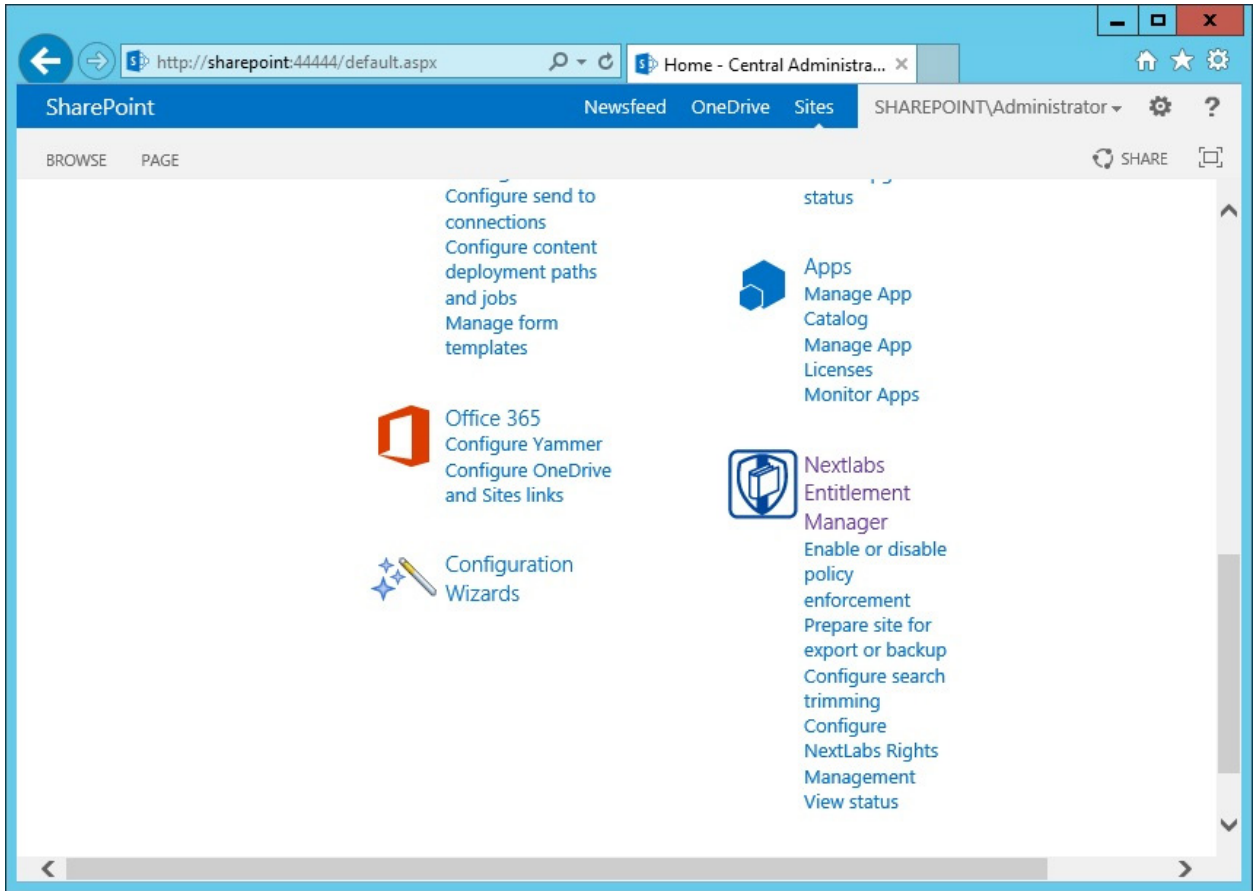 http://sharepoint:44444/default.aspx
Home - Central Administra...
SharePoint
Newsfeed OneDrive Sites SHAREPOINT\Administrator ?
BROWSE PAGE
SHARE
Configure send to
connections
Configure content
deployment paths
and jobs
Manage form
templates
Office 365
Configure Yammer
Configure OneDrive
and Sites links
Configuration
Wizards
status
Apps
Manage App
Catalog
Manage App
Licenses
Monitor Apps
Nextlabs
Entitlement
Manager
Enable or disable
policy
enforcement
Prepare site for
export or backup
Configure search
trimming
Configure
NextLabs Rights
Management
View status